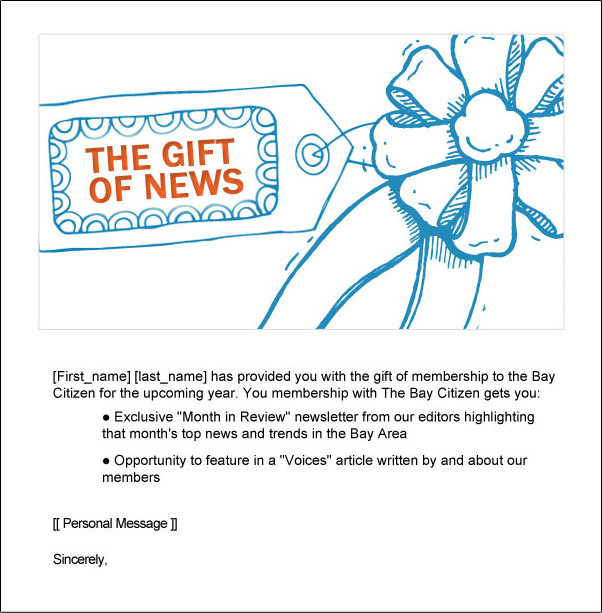 THE GIFT
OF NEWS
[First_name] [last_name] has provided you with the gift of membership to the Bay
Citizen for the upcoming year. You membership with The Bay Citizen gets you:
● Exclusive "Month in Review" newsletter from our editors highlighting
that month's top news and trends in the Bay Area
● Opportunity to feature in a "Voices" article written by and about our
members
[[ Personal Message ]]
Sincerely,